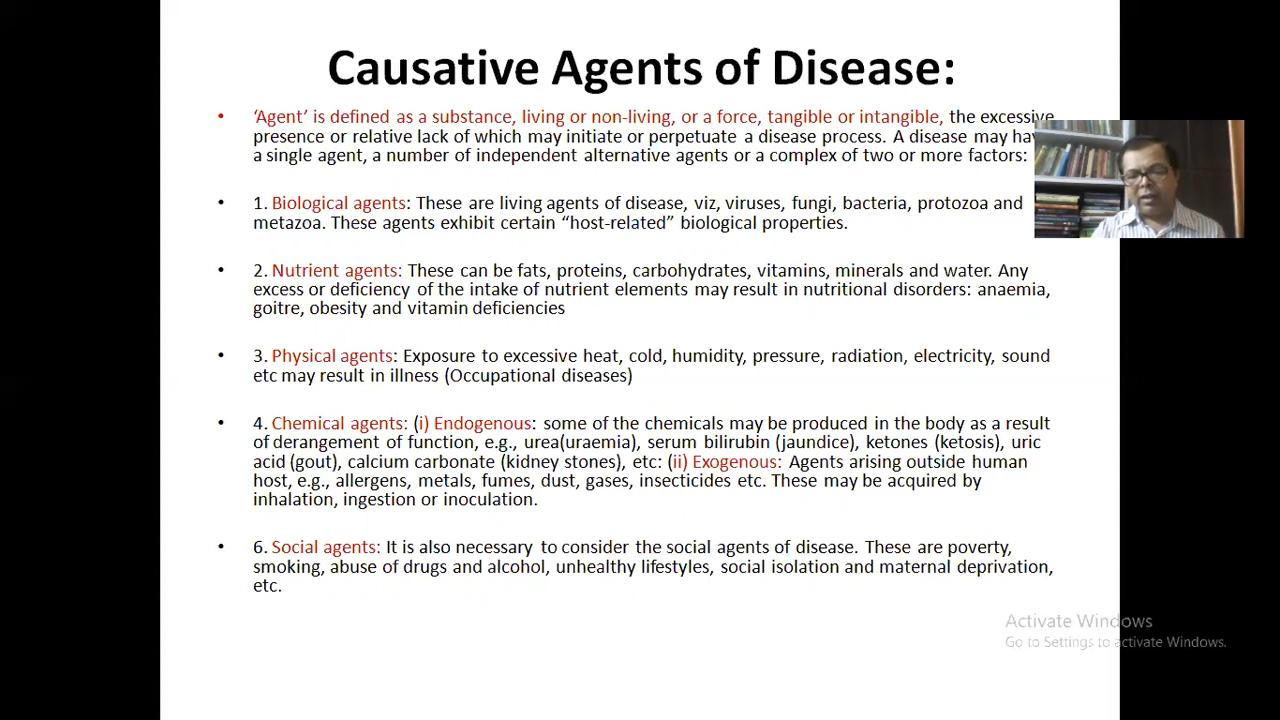 Causative Agents of Disease:
• ‘Agent’ is defined as a substance, living or non-living, or a force, tangible or intangible, the excessive
presence or relative lack of which may initiate or perpetuate a disease process. A disease may hav
a single agent, a number of independent alternative agents or a complex of two or more factors:
• 1. Biological agents: These are living agents of disease, viz, viruses, fungi, bacteria, protozoa and
metazoa. These agents exhibit certain “host-related” biological properties.
• 2. Nutrient agents: These can be fats, proteins, carbohydrates, vitamins, minerals and water. Any
excess or deficiency of the intake of nutrient elements may result in nutritional disorders: anaemia,
goitre, obesity and vitamin deficiencies
• 3. Physical agents: Exposure to excessive heat, cold, humidity, pressure, radiation, electricity, sound
etc may result in illness (Occupational diseases)
• 4. Chemical agents: (i) Endogenous: some of the chemicals may be produced in the body as a result
of derangement of function, e.g., urea(uraemia), serum bilirubin (jaundice), ketones (ketosis), uric
acid (gout), calcium carbonate (kidney stones), etc: (ii) Exogenous: Agents arising outside human
host, e.g., allergens, metals, fumes, dust, gases, insecticides etc. These may be acquired by
inhalation, ingestion or inoculation.
• 6. Social agents: It is also necessary to consider the social agents of disease. These are poverty,
smoking, abuse of drugs and alcohol, unhealthy lifestyles, social isolation and maternal deprivation,
etc.
Activate Windows
Go to Settings to activate Windows.